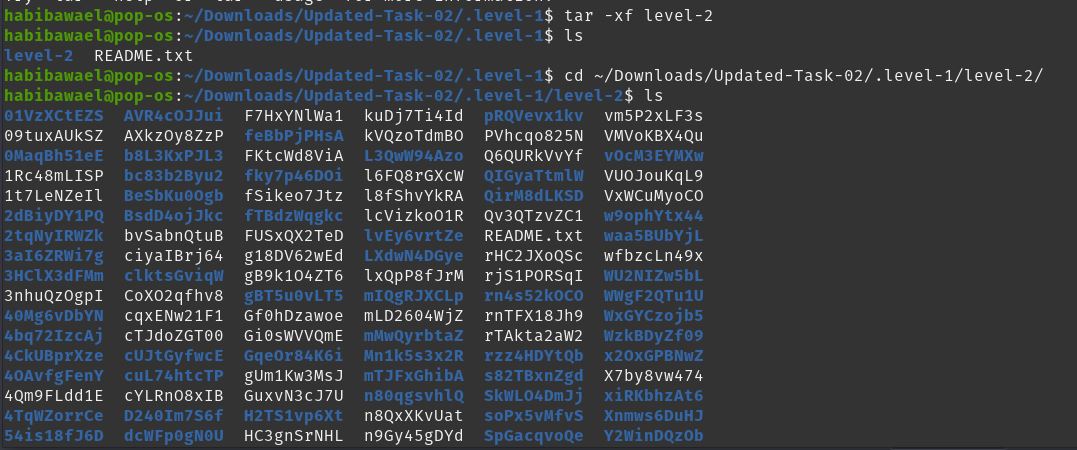 habibawael@pop-os:~/Downloads/Updated-Task-02/.level-1$ tar -xf level-2
habibawael@pop-os:~/Downloads/Updated-Task-02/.level-1$ ls
level-2  README.txt
habibawael@pop-os:~/Downloads/Updated-Task-02/.level-1$ cd ~/Downloads/Updated-Task-02/.level-1/level-2/
habibawael@pop-os:~/Downloads/Updated-Task-02/.level-1/level-2$ ls
01VzXCtEZS  AVR4cOJJui  F7HxYNlWa1  kuDj7Ti4Id  pRQVevx1kv  vm5P2xLF3s
09tuxAUkSZ  AXkzOy8ZzP  feBbPjPHsA  kVQzoTdmBO  PVhcqo825N  VMVoKBX4Qu
0MaqBh51eE  b8L3KxPJL3  FKtcWd8ViA  L3QwW94Azo  Q6QURkVvYf  vOcM3EYMXw
1Rc48mLISP  bc83b2Byu2  fky7p46DOi  l6FQ8rGXcW  QIGyaTtmlW  VUOJouKqL9
1t7LeNZeIl  BeSbKu0Ogb  fSikeo7Jtz  l8fShvYkRA  QirM8dLKSD  VxWCuMyoCO
2dBiyDY1PQ  BsdD4ojJkc  fTBdzWqgkc  lcVizkoO1R  Qv3QTzvZC1  w9ophYtx44
2tqNyIRWZk  bvSabnQtuB  FUSxQX2TeD  lvEy6vrtZe  README.txt  waa5BUbYjL
3aI6ZRWi7g  ciyaIBrj64  g18DV62wEd  LXdwN4DGye  rHC2JXoQSc  wfbzcLn49x
3HClX3dFMm  clktsGviqW  gB9k1O4ZT6  lxQpP8fJrM  rjS1PORSqI  WU2NIZw5bL
3nhuQzOgpI  CoXO2qfhv8  gBT5u0vLT5  mIQgRJXCLp  rn4s52kOCO  WWgF2QTu1U
40Mg6vDbYN  cqxENw21F1  Gf0hDzawoe  mLD2604WjZ  rnTFX18Jh9  WxGYCzojb5
4bq72IzcAj  cTJdoZGT00  Gi0sWVVQmE  mMwQyrbtaZ  rTAkta2aW2  WzkBDyZf09
4CkUBprXze  cUJtGyfwcE  GqeOr84K6i  Mn1k5s3x2R  rzz4HDYtQb  x2OxGPBNwZ
4OAvfgFenY  cuL74htcTP  gUm1Kw3MsJ  mTJFxGhibA  s82TBxnZgd  X7by8vw474
4Qm9FLdd1E  cYLRnO8xIB  GuxvN3cJ7U  n80qgsvhlQ  SkWLO4DmJj  xiRKbhzAt6
4TqWZorrCe  D240Im7S6f  H2TS1vp6Xt  n8QxXKvUat  soPx5vMfvS  Xnmws6DuHJ
54is18fJ6D  dcWFp0gN0U  HC3gnSrNHL  n9Gy45gDYd  SpGacqvoQe  Y2WinDQzOb